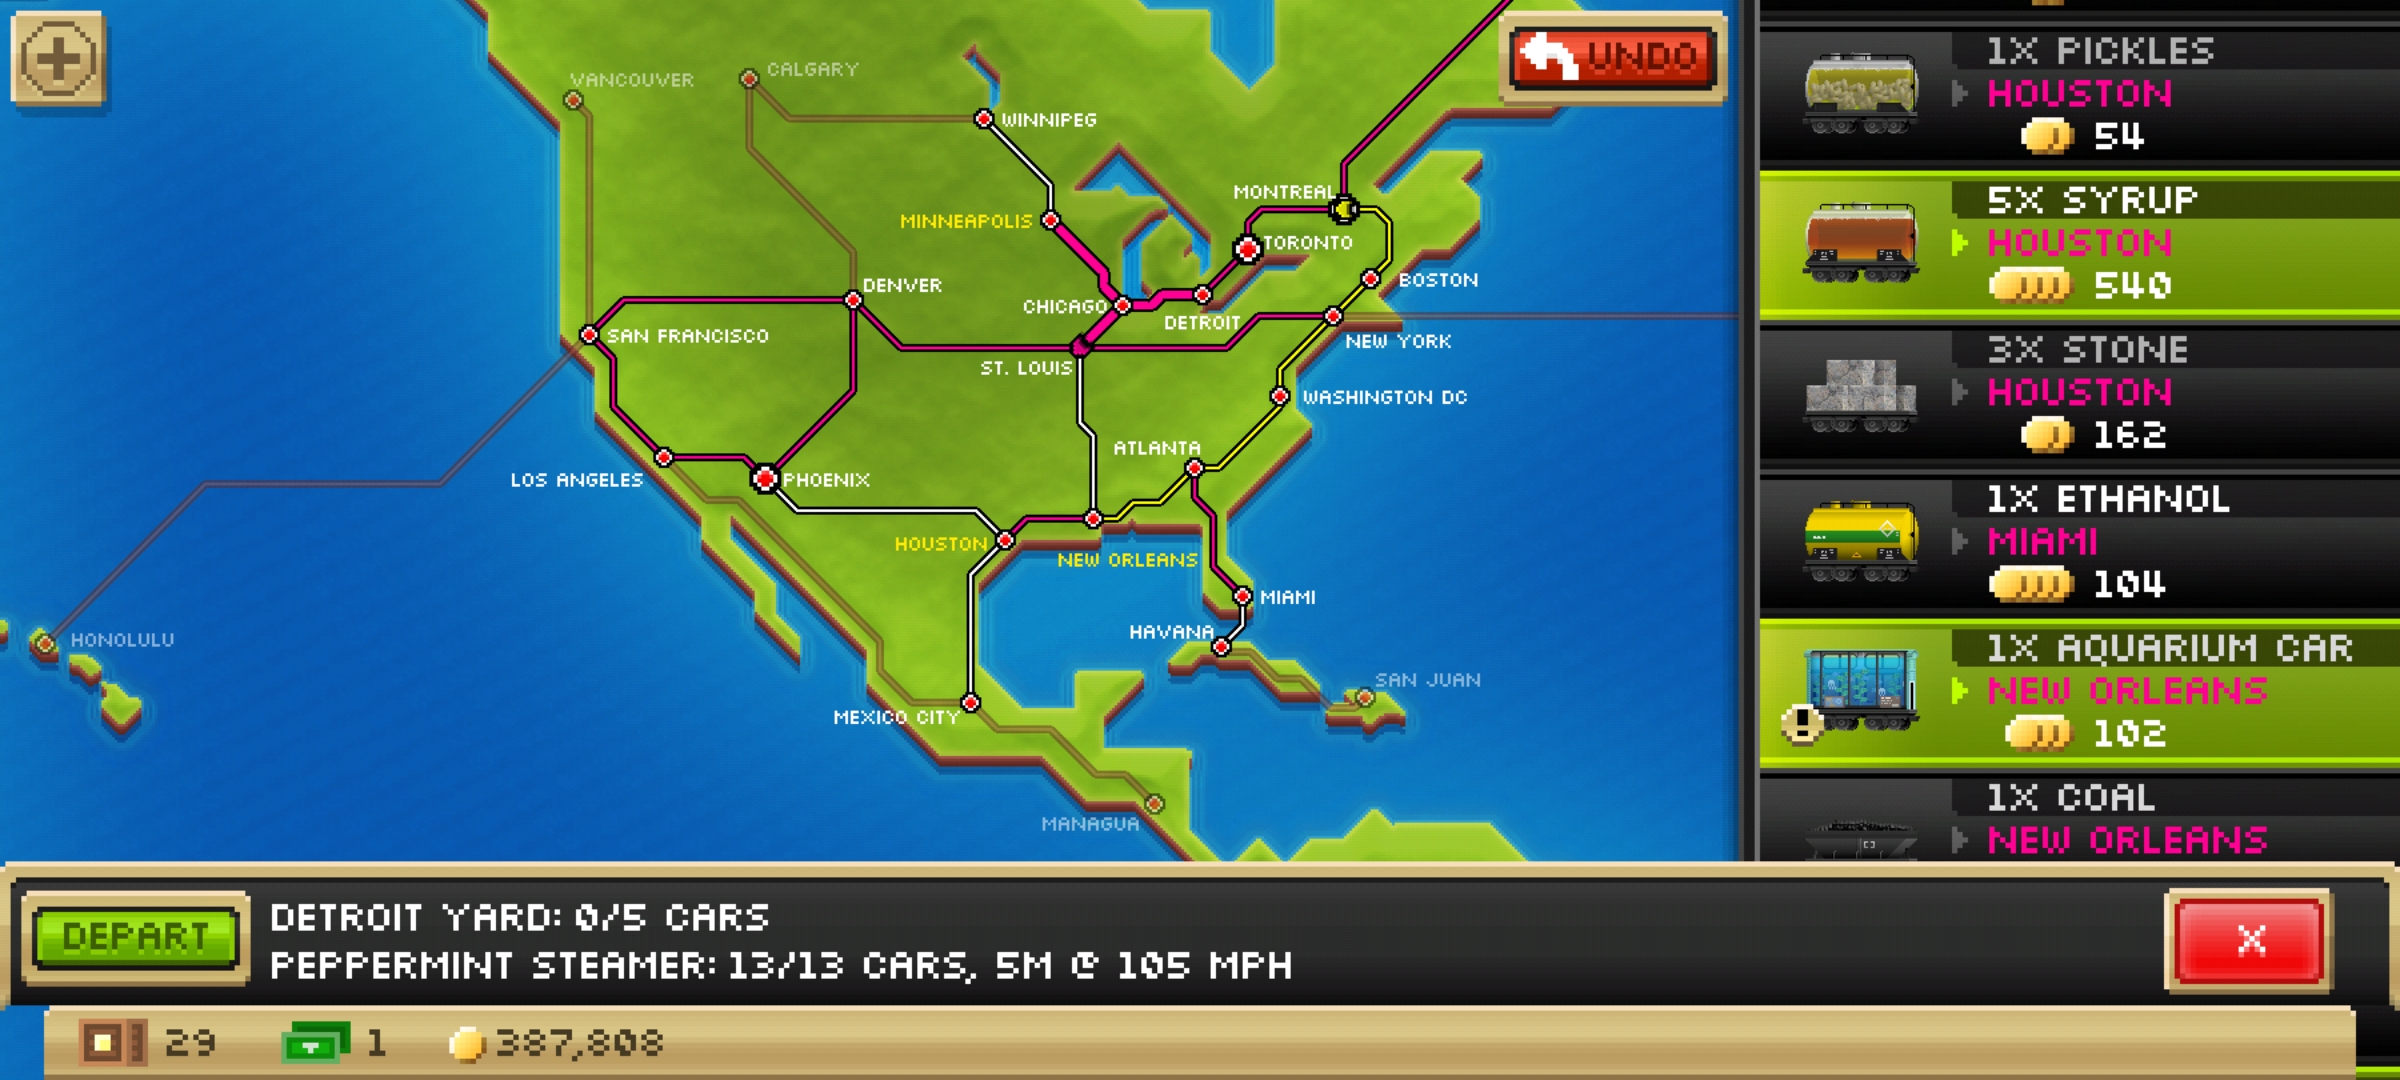 VANCOUVER
CALGARY
WINNIPEG
UNDO
MONTREAL
MINNEAPOLIS
TORONTO
BOSTON
DENVER
CHICAGO
DETROIT
SAN FRANCISCO
NEW YORK
ST. LOUIS
WASHINGTON DC
ATLANTA
LOS ANGELES
PHOENIX
HOUSTON
NEW ORLEANS
MIAMI
HAVANA
HONOLULU
SAN JUAN
MEXICO CITY
MANAGUA
1X PICKLES
HOUSTON
54
5X SYRUP
HOUSTON
540
3X STONE
HOUSTON
162
1X ETHANOL
MIAMI
104
1X AQUARIUM CAR
NEW ORLEANS
102
1X COAL
NEW ORLEANS
DEPART
DETROIT YARD: 0/5 CARS
PEPPERMINT STEAMER: 13/13 CARS, 5M @ 105 MPH
X
29
1
387,808